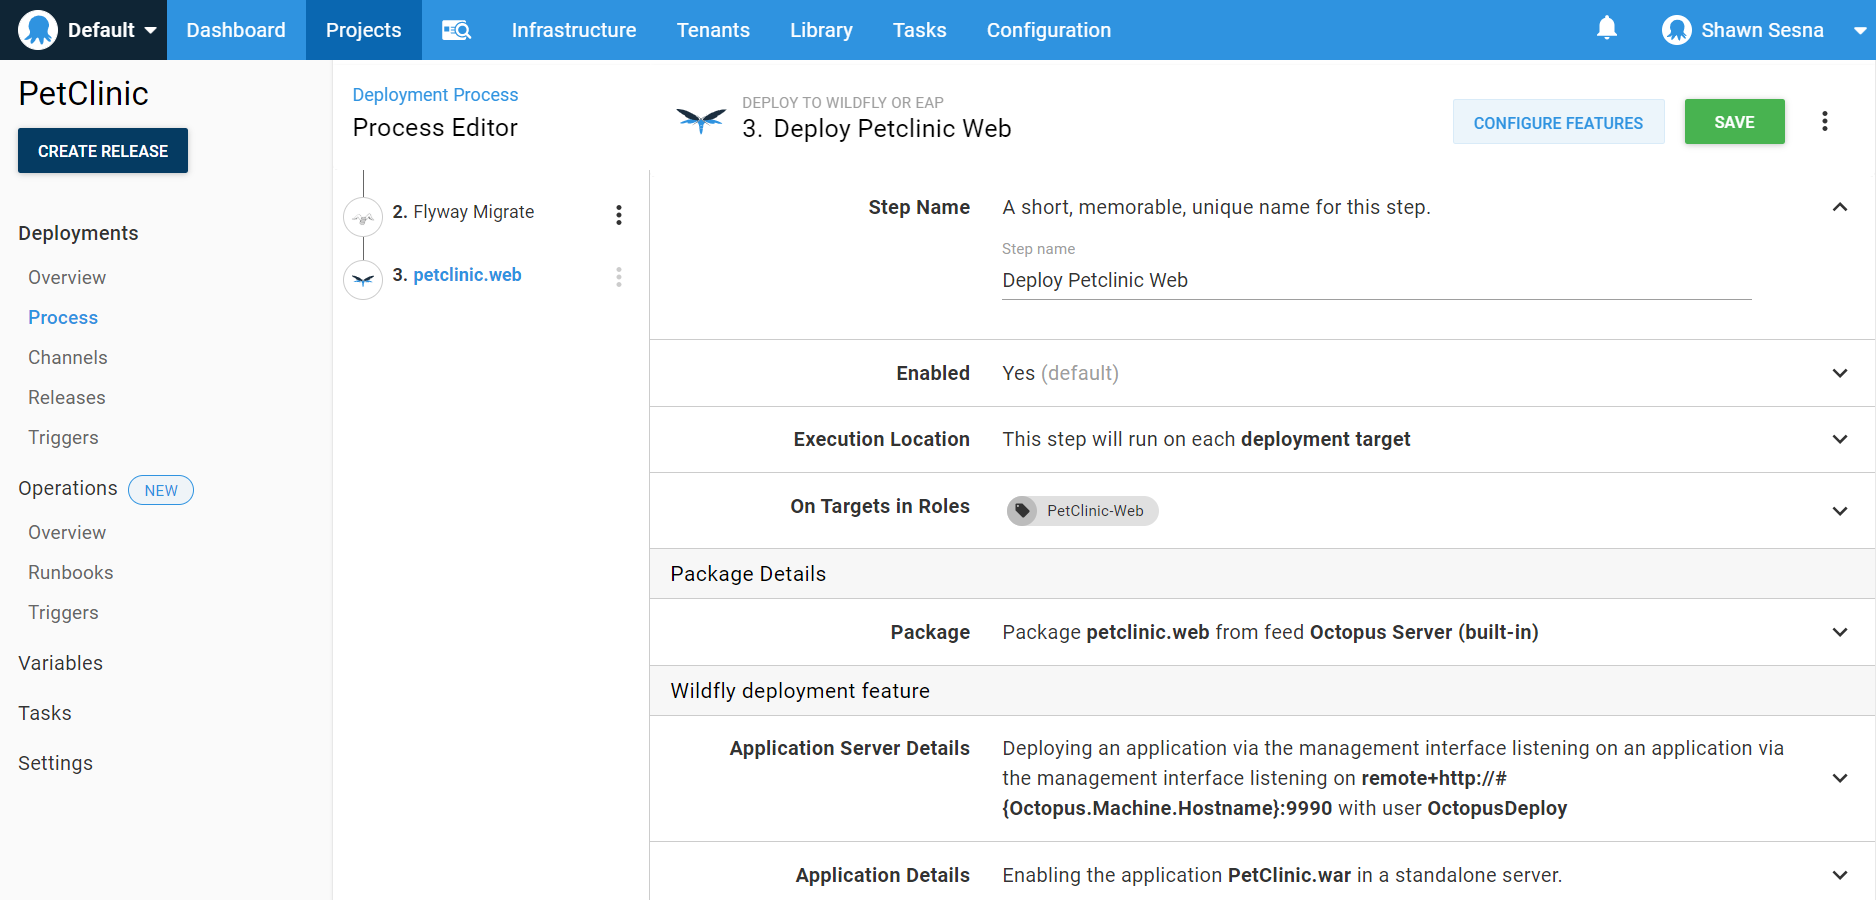 Default
Dashboard
Projects
Infrastructure
Tenants
Library
Tasks
Configuration
Shawn Sesna
PetClinic
CREATE RELEASE
Deployments
Overview
Process
Channels
Releases
Triggers
Operations NEW
Overview
Runbooks
Triggers
Variables
Tasks
Settings
Deployment Process
Process Editor
2. Flyway Migrate
3. petclinic.web
DEPLOY TO WILDFLY OR EAP
3. Deploy Petclinic Web
CONFIGURE FEATURES
SAVE
Step Name
A short, memorable, unique name for this step.
Step name
Deploy Petclinic Web
Enabled
Yes (default)
Execution Location
This step will run on each deployment target
On Targets in Roles
PetClinic-Web
Package Details
Package
Package petclinic.web from feed Octopus Server (built-in)
Wildfly deployment feature
Application Server Details
Deploying an application via the management interface listening on an application via
the management interface listening on remote+http://#
{Octopus.Machine.Hostname}:9990 with user OctopusDeploy
Application Details
Enabling the application PetClinic.war in a standalone server.